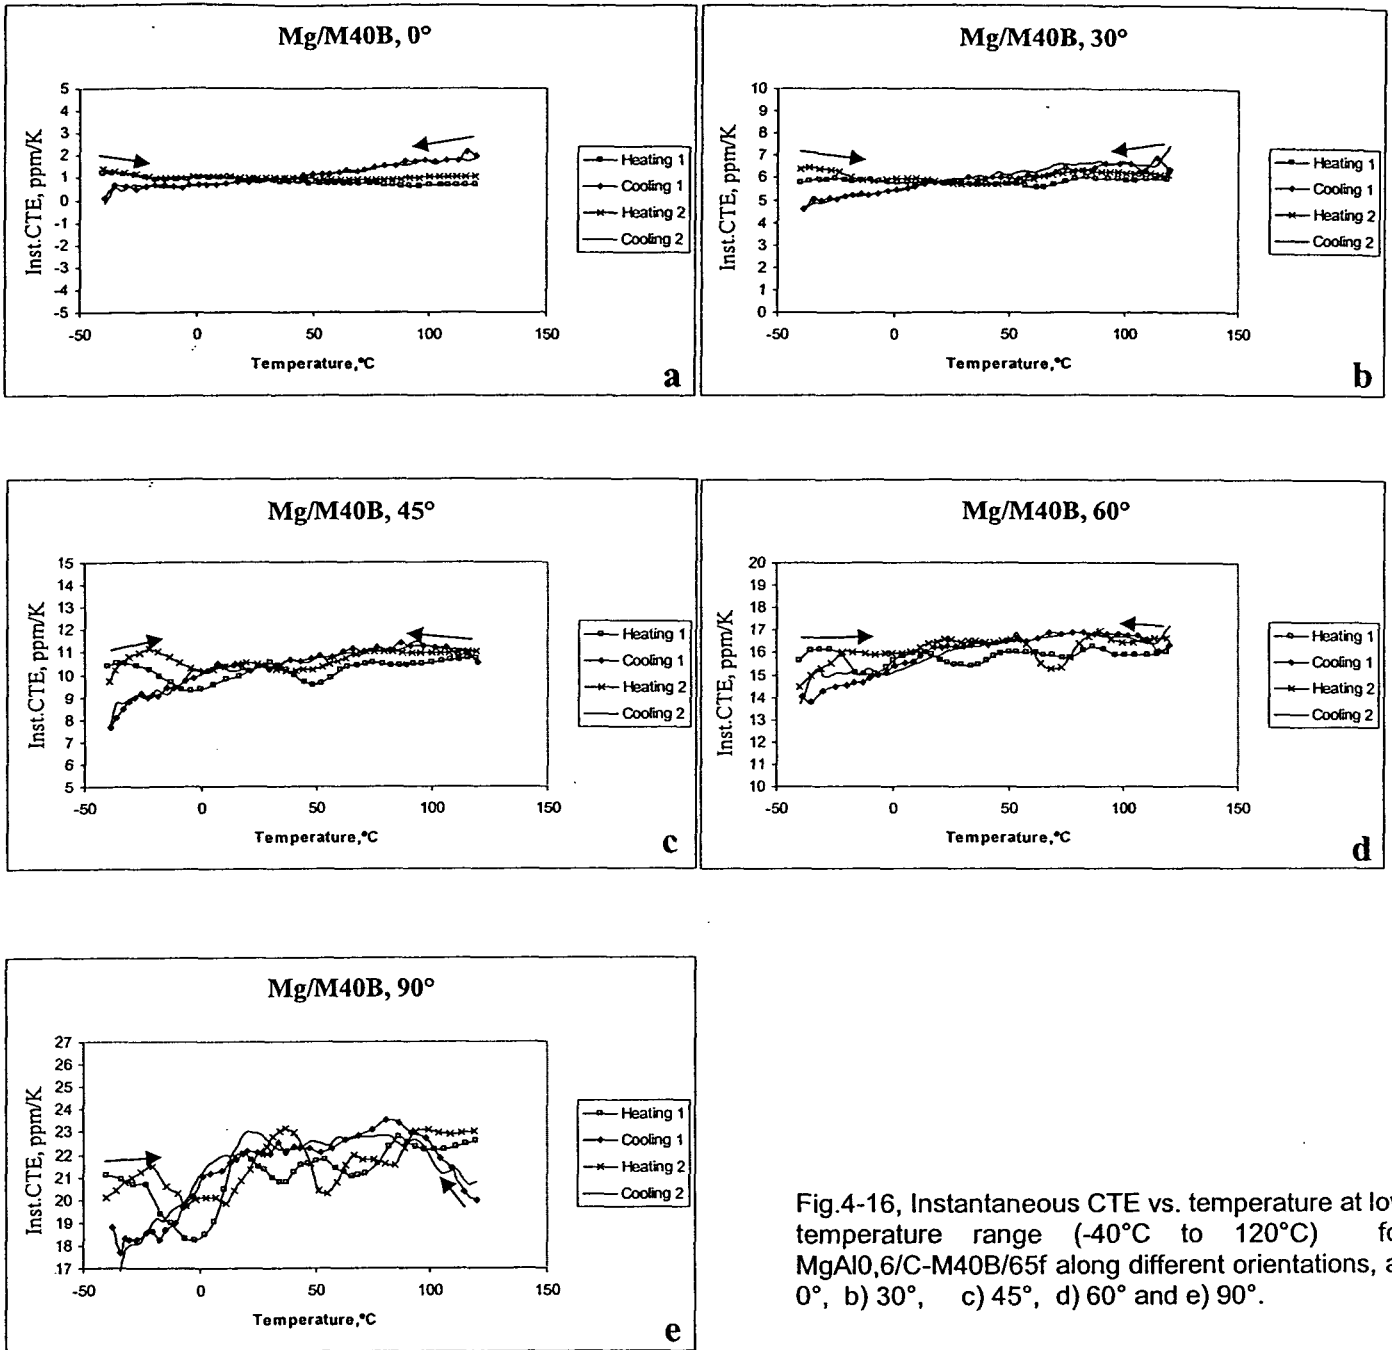 Mg/M40B, 0°
Inst.CTE, ppm/K
5
4
3
2
1
0
-1
-2
-3
-4
-5
-50
0
50
100
150
Temperature,°C
Heating 1
Cooling 1
Heating 2
Cooling 2
a
Mg/M40B, 30°
Inst.CTE, ppm/K
10
9
8
7
6
5
4
3
2
1
0
-50
0
50
100
150
Temperature,°C
Heating 1
Cooling 1
Heating 2
Cooling 2
b
Mg/M40B, 45°
Inst.CTE, ppm/K
15
14
13
12
11
10
9
8
7
6
5
-50
0
50
100
150
Temperature,°C
Heating 1
Cooling 1
Heating 2
Cooling 2
c
Mg/M40B, 60°
Inst.CTE, ppm/K
20
19
18
17
16
15
14
13
12
11
10
-50
0
50
100
150
Temperature,°C
Heating 1
Cooling 1
Heating 2
Cooling 2
d
Mg/M40B, 90°
Inst.CTE, ppm/K
27
26
25
24
23
22
21
20
19
18
17
-50
0
50
100
150
Temperature,°C
Heating 1
Cooling 1
Heating 2
Cooling 2
e
Fig.4-16, Instantaneous CTE vs. temperature at low
temperature range (-40°C to 120°C) fo
MgAl0,6/C-M40B/65f along different orientations, a
0°, b) 30°, c) 45°, d) 60° and e) 90°.